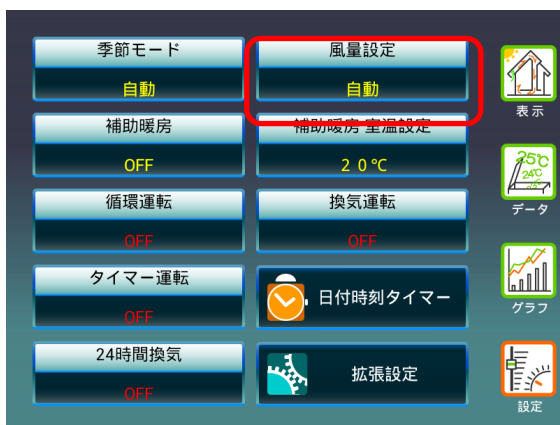 季節モード
自動
風量設定
自動
補助暖房
OFF
補助暖房 室温設定
20℃
循環運転
OFF
換気運転
OFF
タイマー運転
OFF
日付時刻タイマー
24時間換気
OFF
拡張設定
表示
25℃
24℃
25℃
データ
グラフ
設定